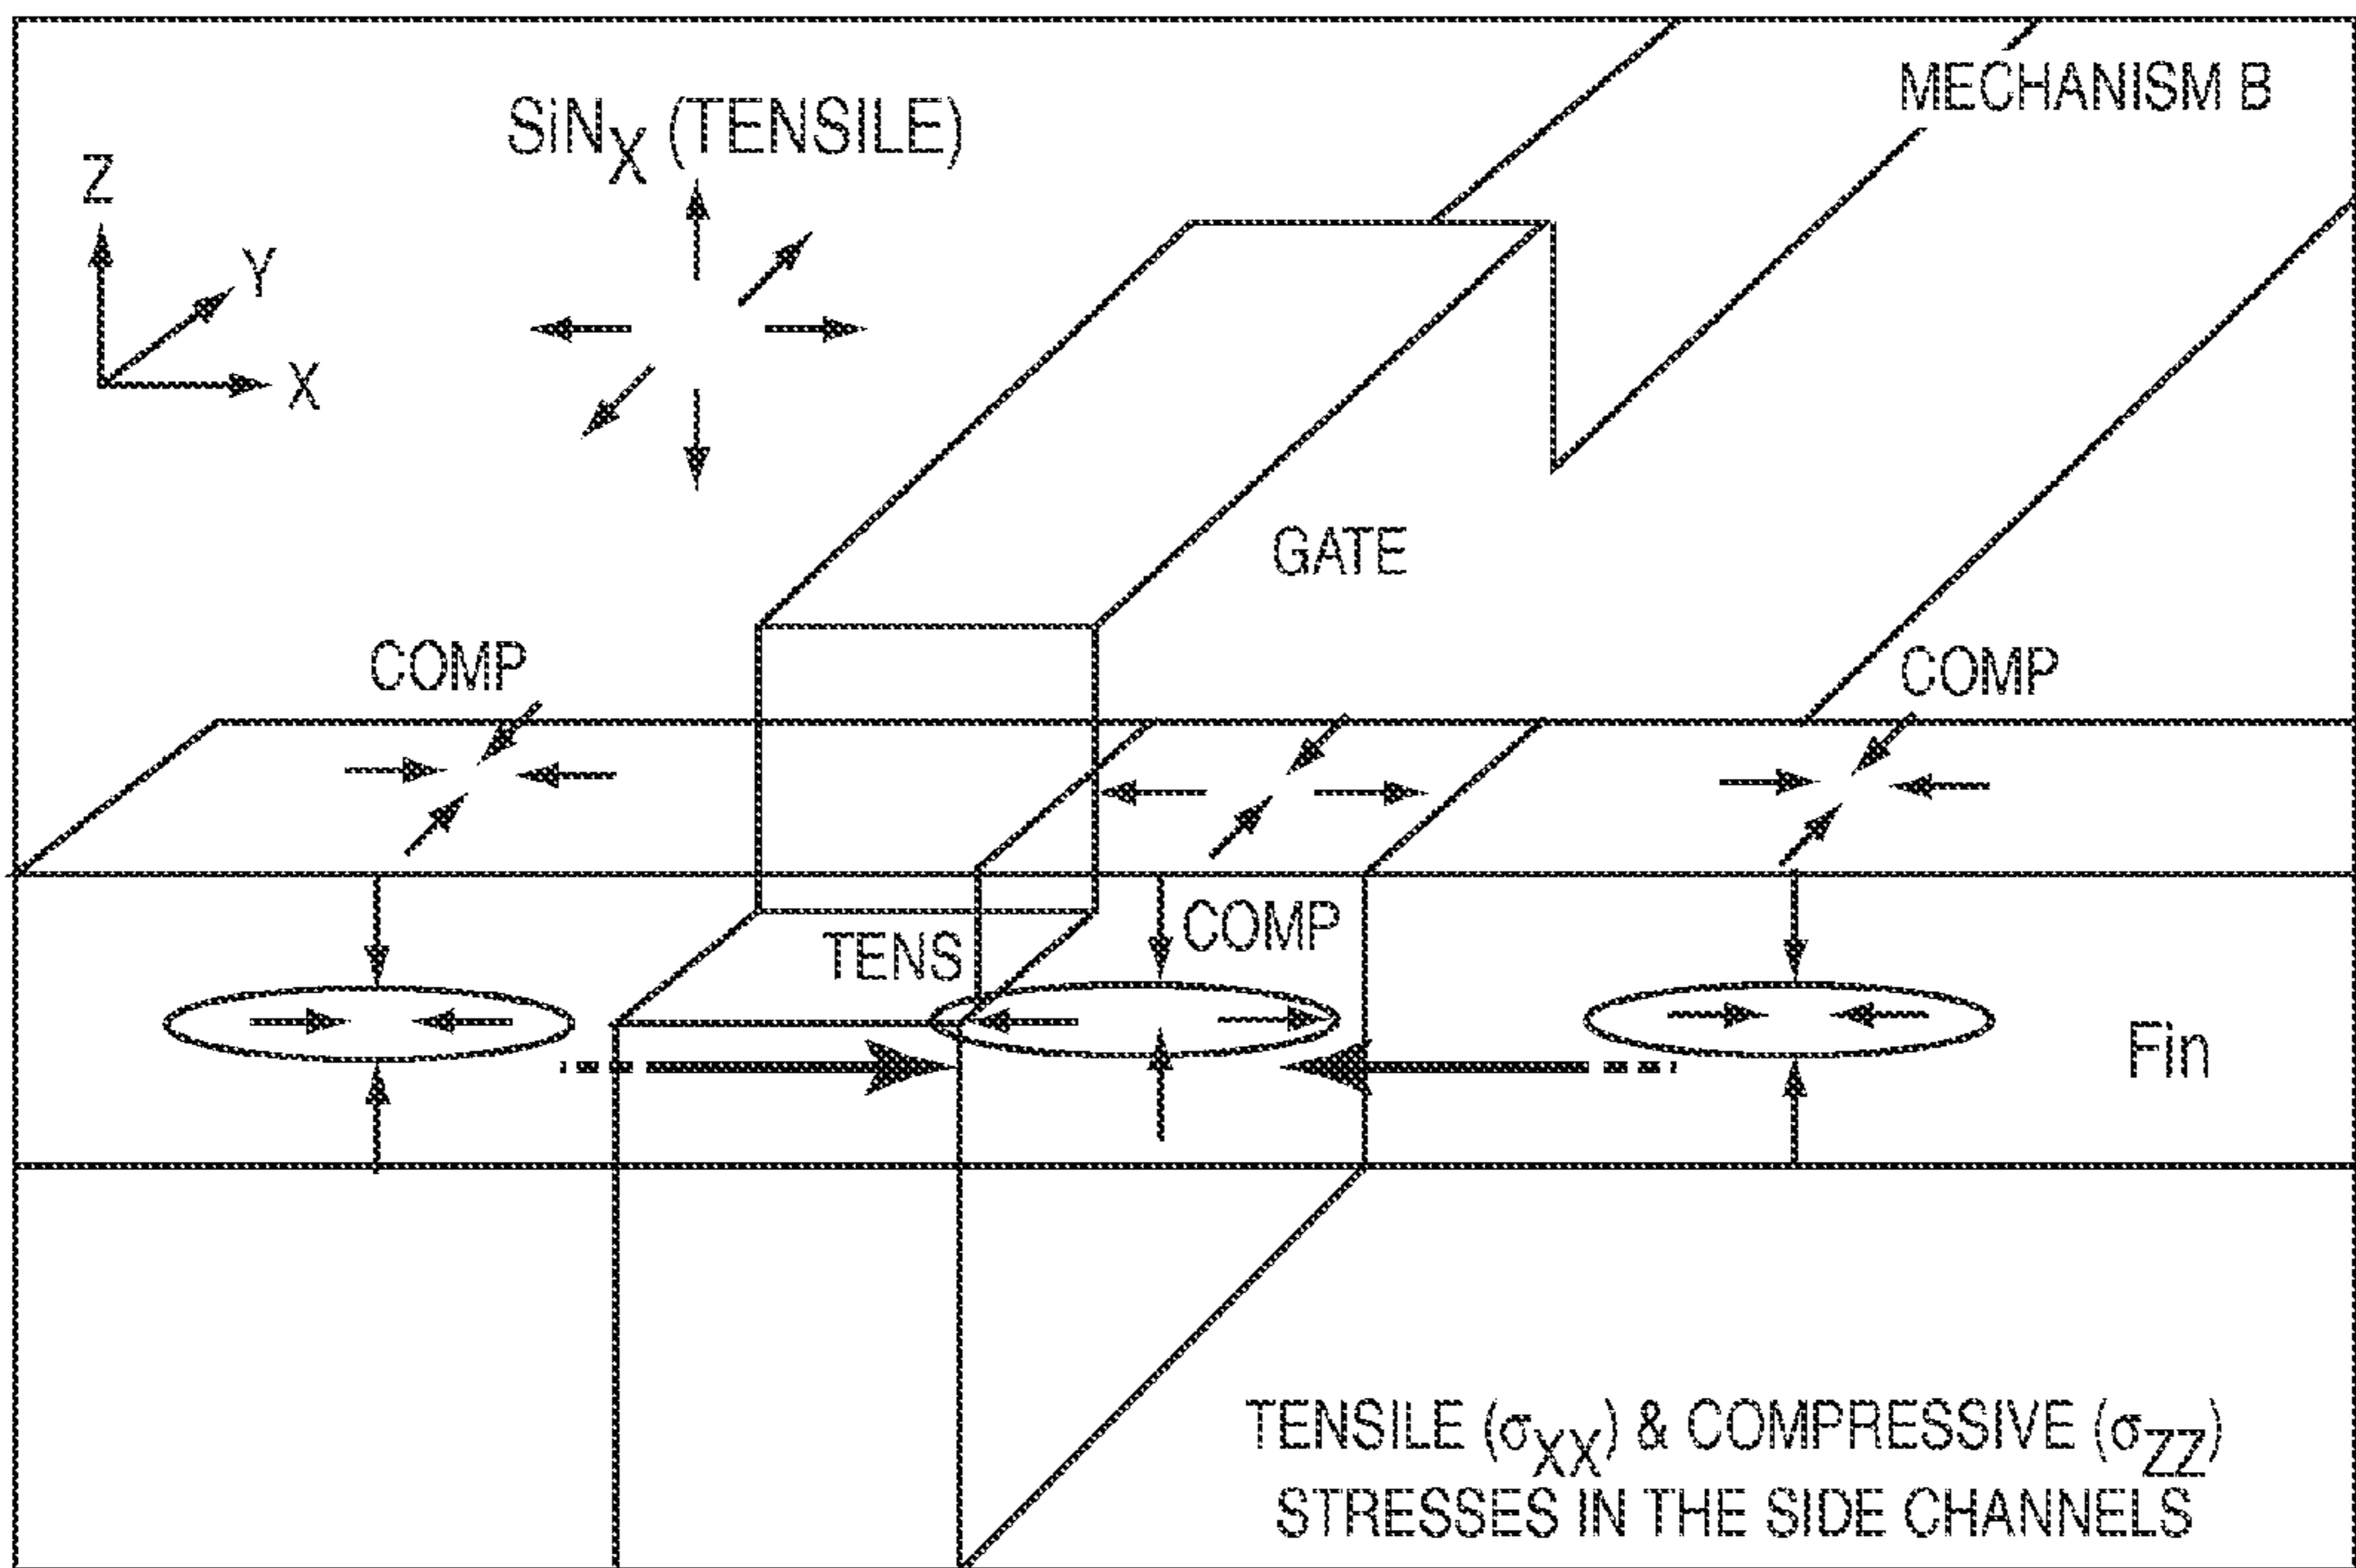 MECHANISM B
SiNX (TENSILE)
Z
Y
X
GATE
COMP
COMP
TENS
COMP
Fin
TENSILE (σXX) & COMPRESSIVE (σZZ)
STRESSES IN THE SIDE CHANNELS